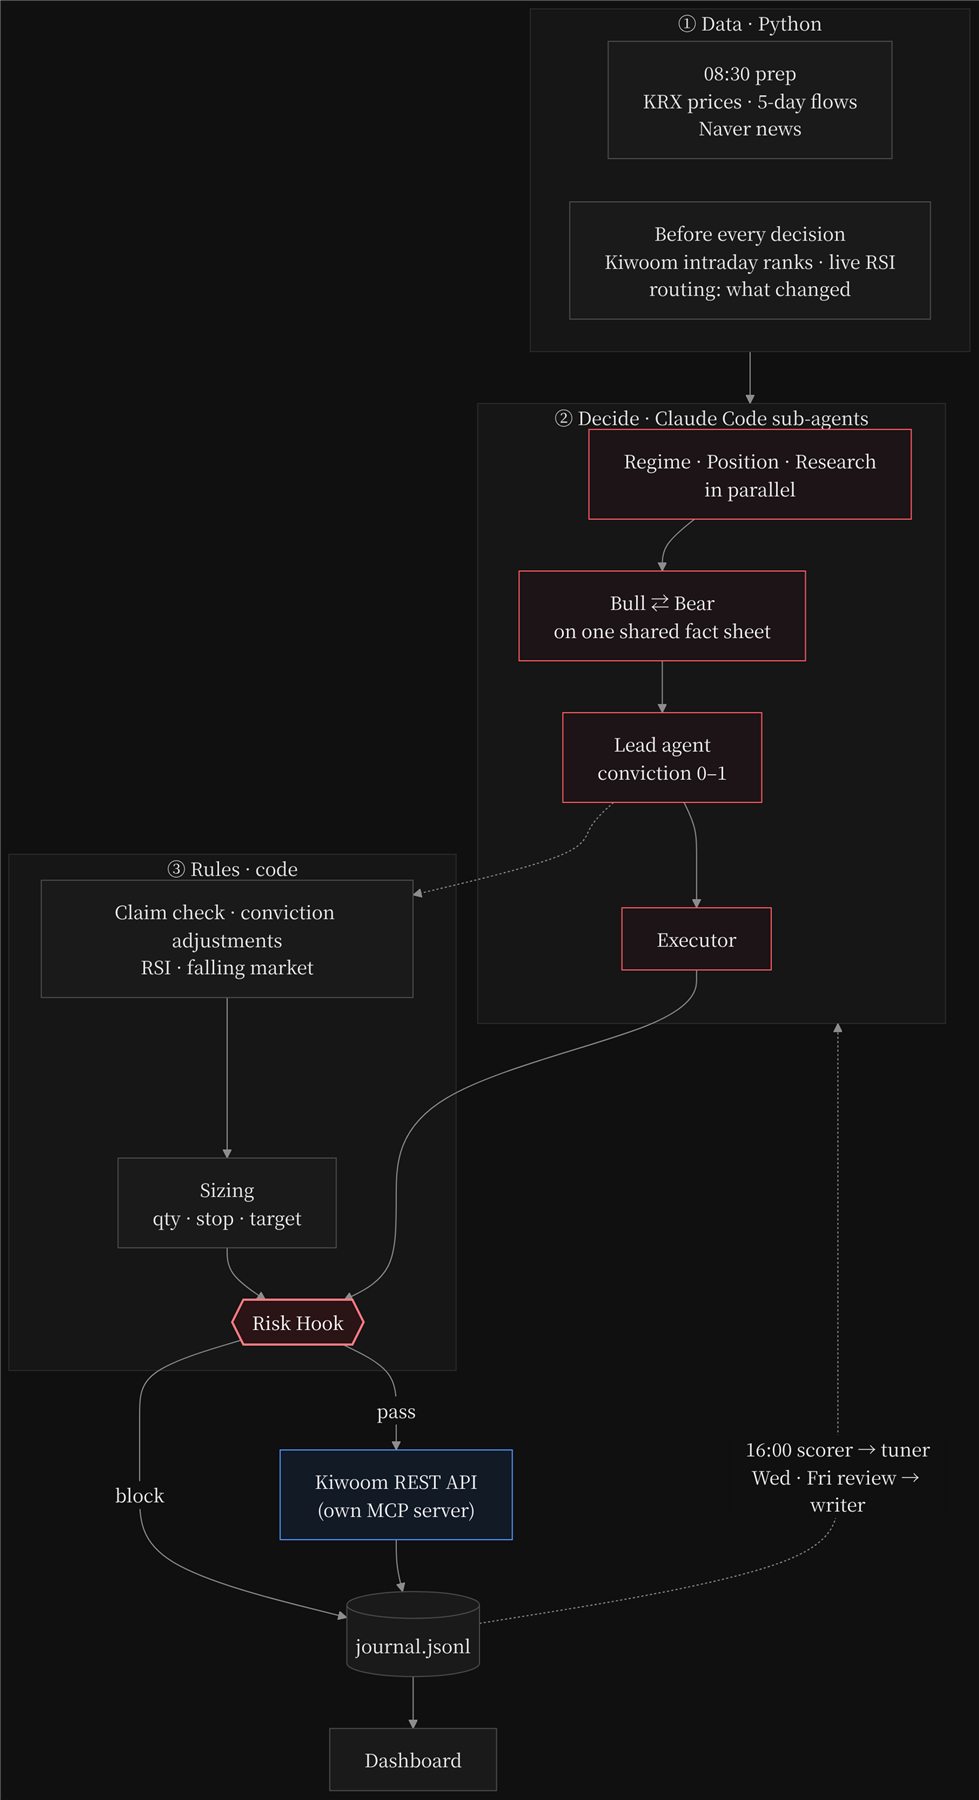 ① Data · Python
08:30 prep
KRX prices · 5-day flows
Naver news
Before every decision
Kiwoom intraday ranks · live RSI
routing: what changed
② Decide · Claude Code sub-agents
Regime · Position · Research
in parallel
Bull ⇄ Bear
on one shared fact sheet
Lead agent
conviction 0–1
③ Rules · code
Claim check · conviction
adjustments
RSI · falling market
Executor
Sizing
qty · stop · target
Risk Hook
pass
block
Kiwoom REST API
(own MCP server)
16:00 scorer → tuner
Wed · Fri review →
writer
journal.jsonl
Dashboard